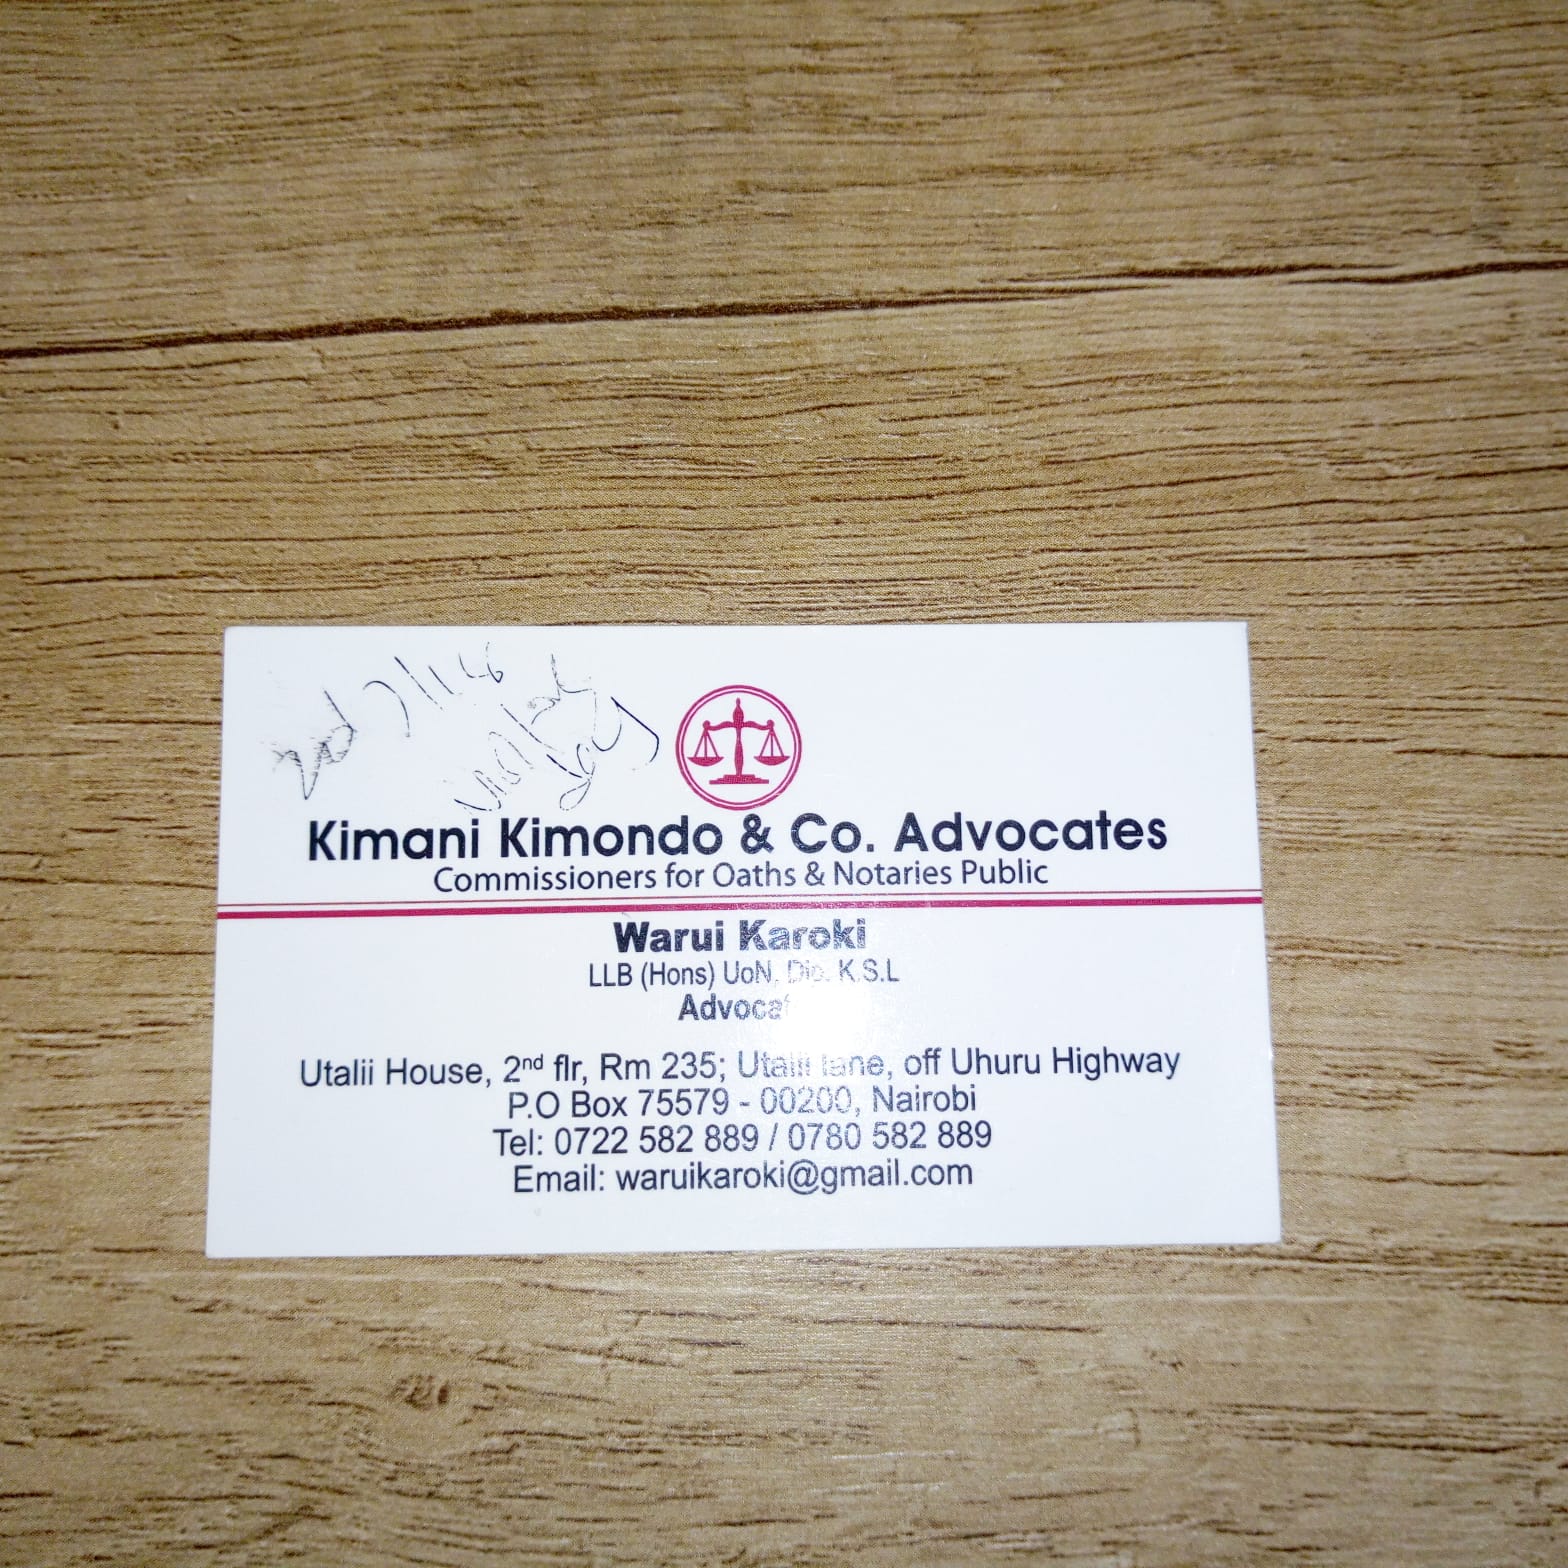 Kimani Kimondo & Co. Advocates
Commissioners for Oaths & Notaries Public
Warui Karoki
LLB (Hons) UoN, Dip. K.S.L
Utalii House, 2nd flr, Rm 235; Utalii lane, off Uhuru Highway
P.O Box 75579 - 00200, Nairobi
Tel: 0722 582 889 / 0780 582 889
Email: waruikaroki@gmail.com